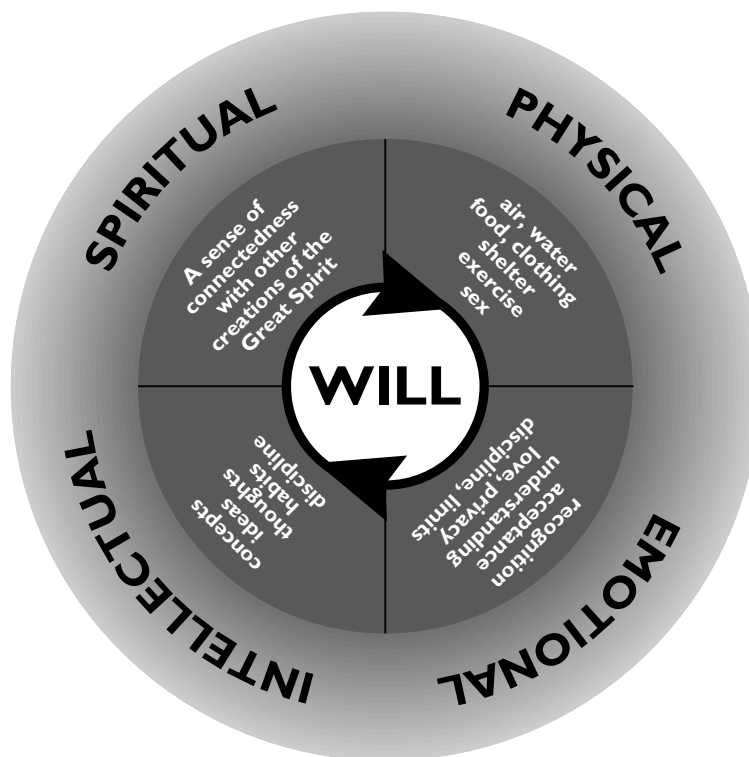 SPIRITUAL
A sense of
connectedness
with other
creations of the
Great Spirit
PHYSICAL
air, water
food, clothing
shelter
exercise
sex
WILL
INTELLECTUAL
concepts
ideas
thoughts
habits
discipline
EMOTIONAL
recognition
acceptance
understanding
love, privacy
discipline, limits